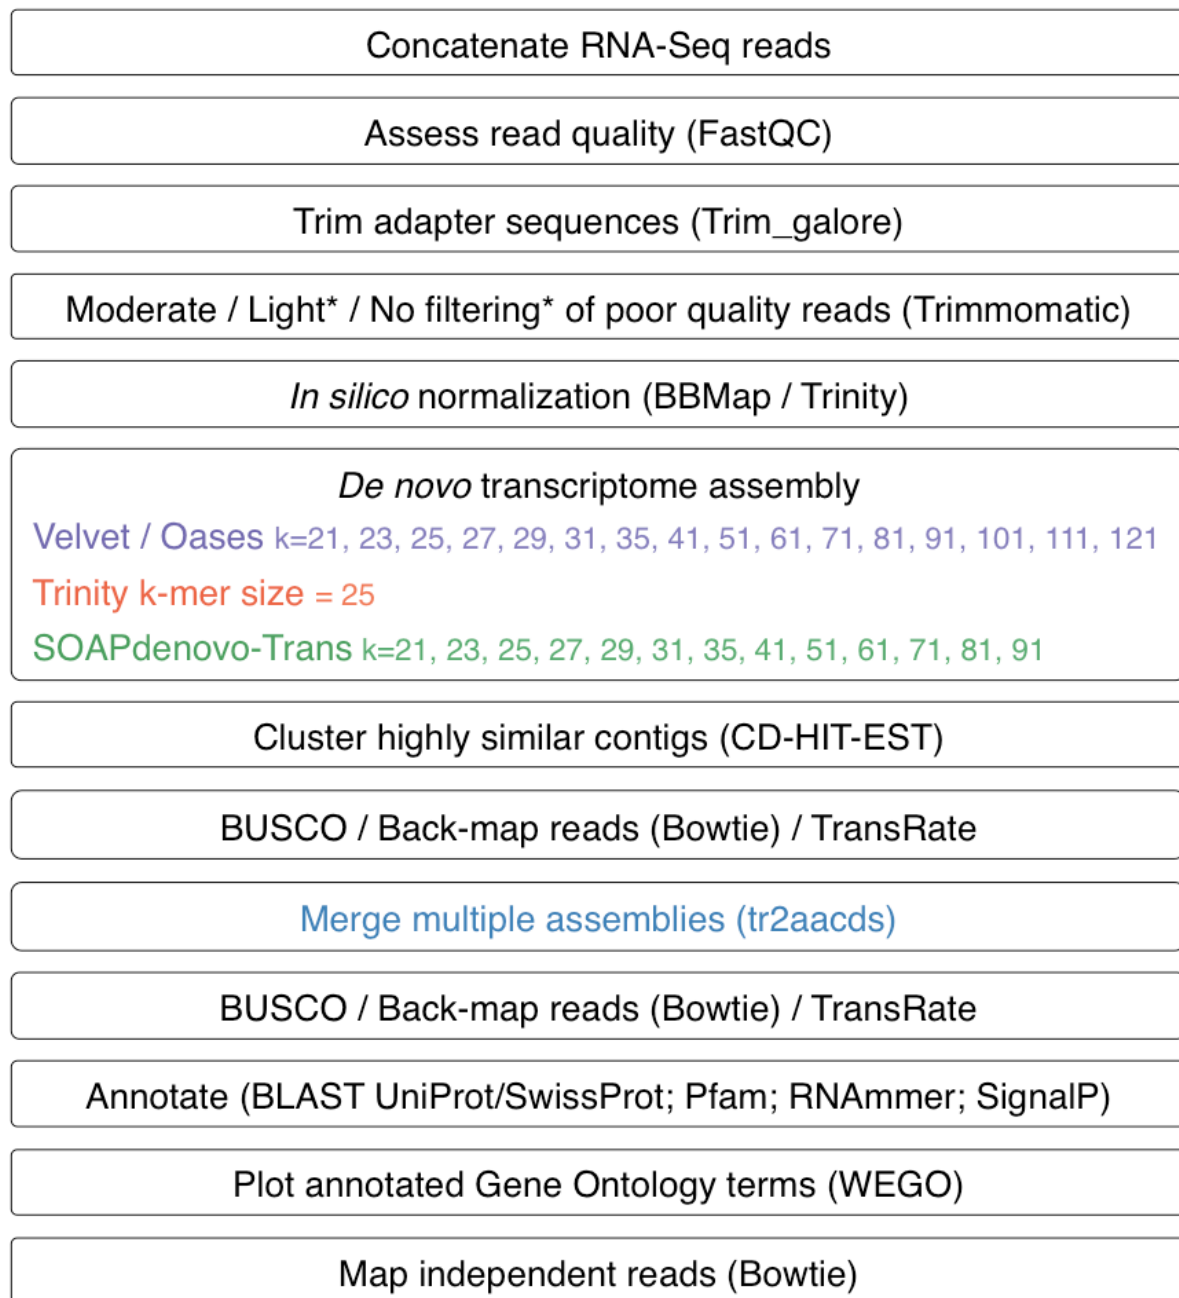 Concatenate RNA-Seq reads
Assess read quality (FastQC)
Trim adapter sequences (Trim_galore)
Moderate / Light* / No filtering* of poor quality reads (Trimmomatic)
In silico normalization (BBMap / Trinity)
De novo transcriptome assembly
Velvet / Oases k=21, 23, 25, 27, 29, 31, 35, 41, 51, 61, 71, 81, 91, 101, 111, 121
Trinity k-mer size = 25
SOAPdenovo-Trans k=21, 23, 25, 27, 29, 31, 35, 41, 51, 61, 71, 81, 91
Cluster highly similar contigs (CD-HIT-EST)
BUSCO / Back-map reads (Bowtie) / TransRate
Merge multiple assemblies (tr2aacds)
BUSCO / Back-map reads (Bowtie) / TransRate
Annotate (BLAST UniProt/SwissProt; Pfam; RNAmmer; SignalP)
Plot annotated Gene Ontology terms (WEGO)
Map independent reads (Bowtie)